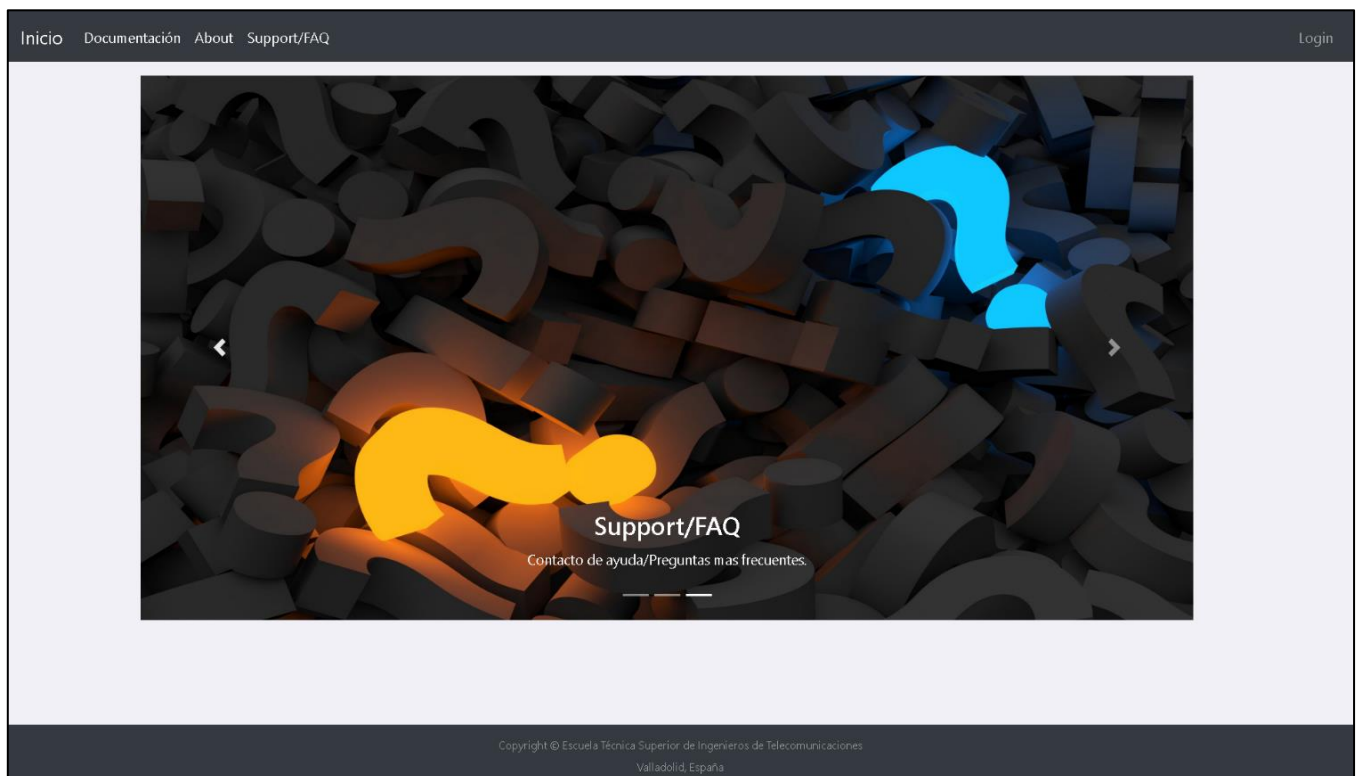 Inicio Documentación About Support/FAQ Login
Support/FAQ
Contacto de ayuda/Preguntas mas frecuentes.
Copyright © Escuela Técnica Superior de Ingenieros de Telecomunicaciones
Valladolid, España